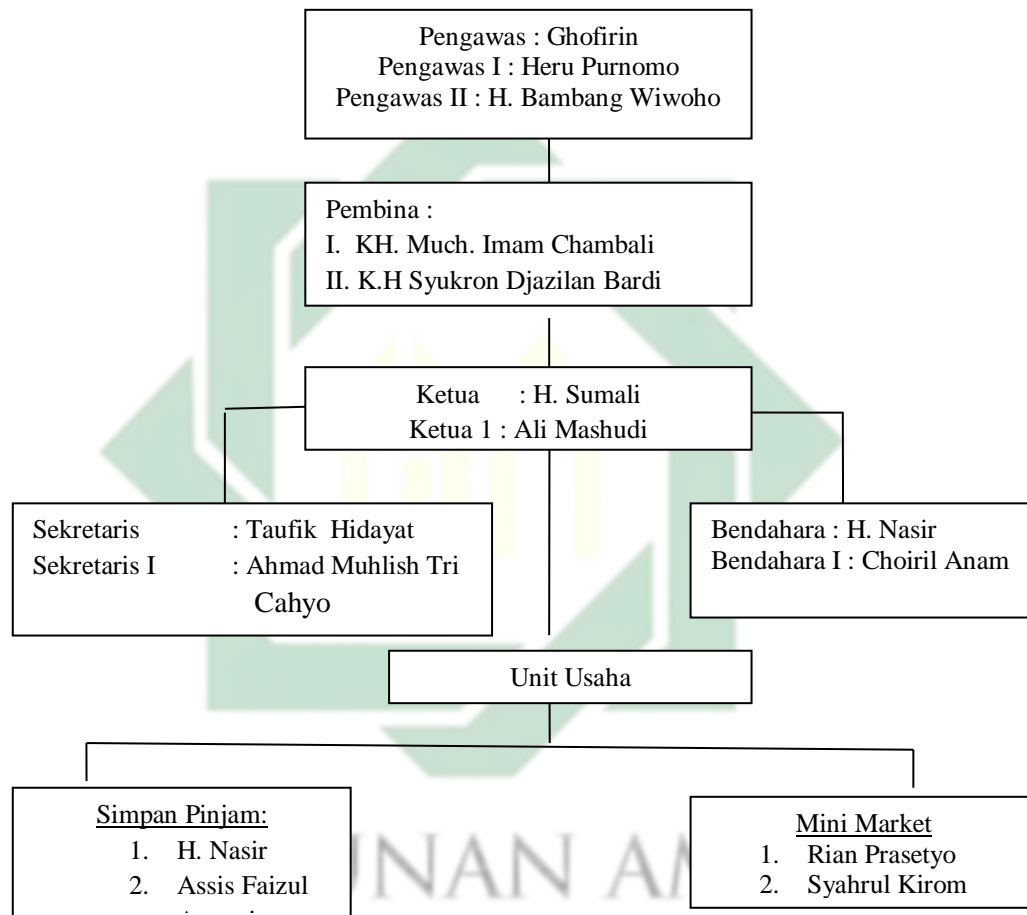 Pengawas : Ghofirin
Pengawas I : Heru Purnomo
Pengawas II : H. Bambang Wiwoho
Pembina :
I. KH. Much. Imam Chambali
II. K.H Syukron Djazilan Bardi
Ketua : H. Sumali
Ketua 1 : Ali Mashudi
Sekretaris : Taufik Hidayat
Sekretaris I : Ahmad Muhlish Tri
Cahyo
Bendahara : H. Nasir
Bendahara I : Choiril Anam
Unit Usaha
Simpan Pinjam:
1. H. Nasir
2. Assis Faizul
Mini Market
1. Rian Prasetyo
2. Syahrul Kirom
UNAN AM